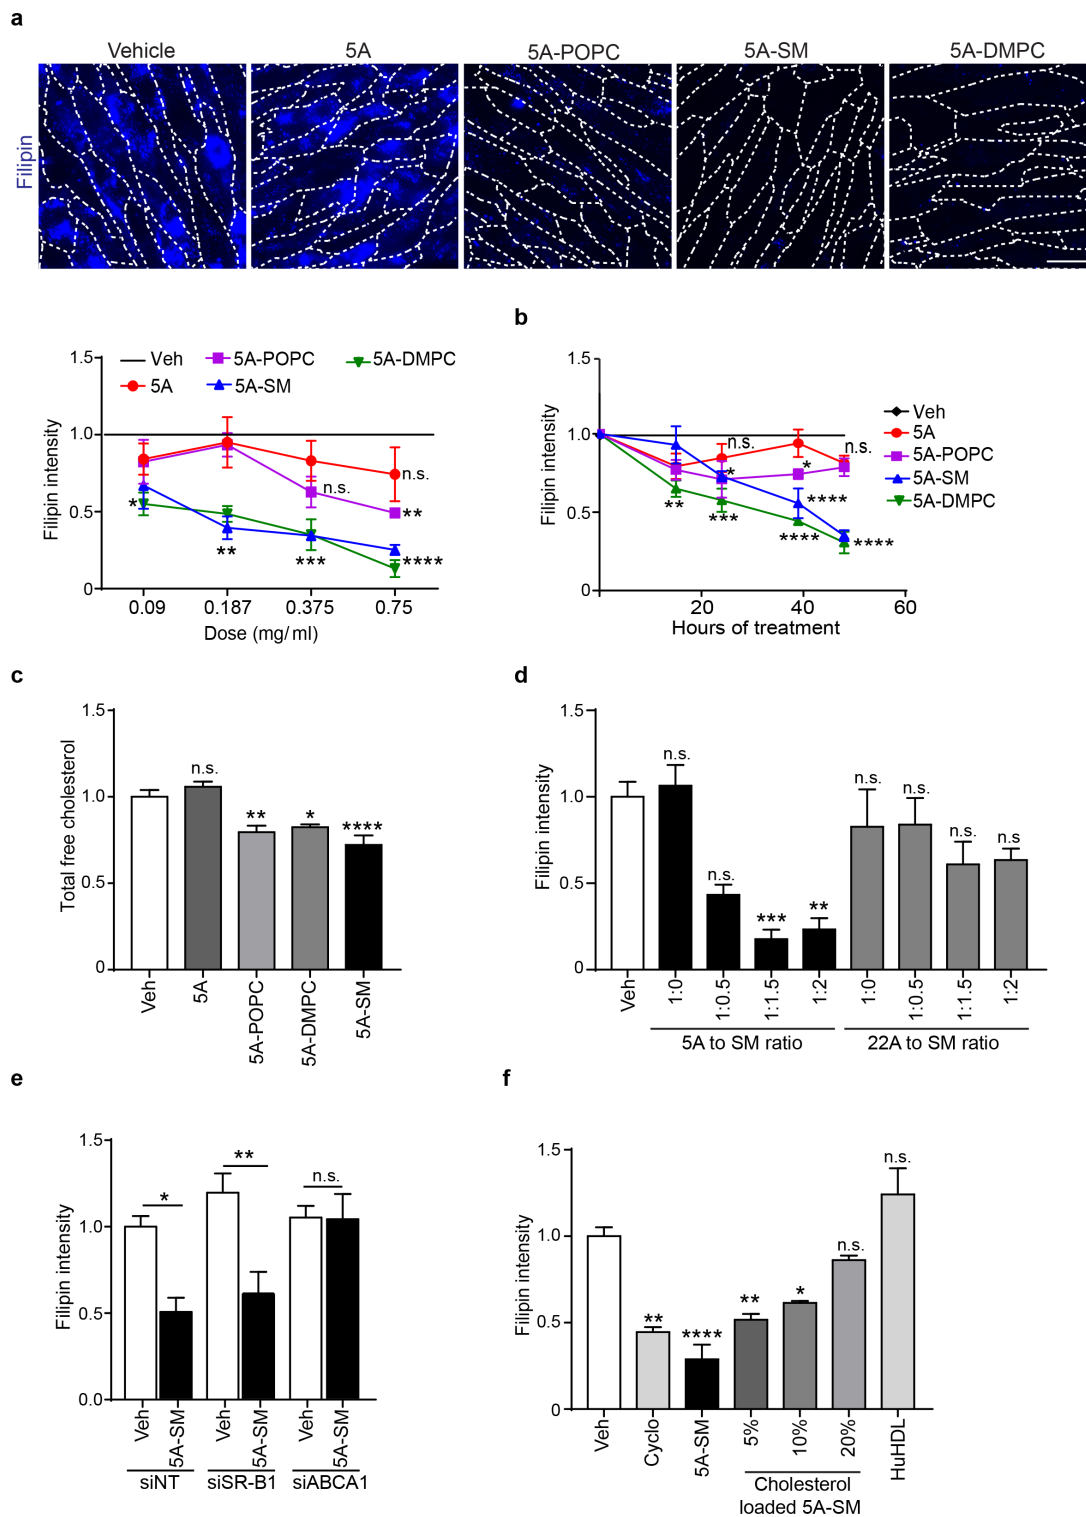 a
Vehicle 5A 5A-POPC 5A-SM 5A-DMPC
Filipin
1.5
1.0
0.5
0
Filipin intensity
Veh 5A-POPC 5A-DMPC
5A 5A-SM
n.s.
n.s.
**
*
** *** ****
0.09 0.187 0.375 0.75
Dose (mg/ml)
b
1.5
1.0
0.5
0
Filipin intensity
Veh
5A
5A-POPC
5A-SM
5A-DMPC
n.s. n.s.
* *
****
** *** **** ****
20 40 60
Hours of treatment
c
1.5
1.0
0.5
0
Total free cholesterol
n.s. ** * ****
Veh 5A 5A-POPC 5A-DMPC 5A-SM
d
1.5
1.0
0.5
0
Filipin intensity
n.s. n.s. *** ** n.s. n.s. n.s. n.s
Veh 1:0 1:0.5 1:1.5 1:2 1:0 1:0.5 1:1.5 1:2
5A to SM ratio 22A to SM ratio
e
1.5
1.0
0.5
0.0
Filipin intensity
* ** n.s.
Veh 5A-SM Veh 5A-SM Veh 5A-SM
siNT siSR-B1 siABCA1
f
1.5
1.0
0.5
0
Filipin intensity
** **** ** * n.s. n.s.
Veh Cyclo 5A-SM 5% 10% 20% HuHDL
Cholesterol
loaded 5A-SM